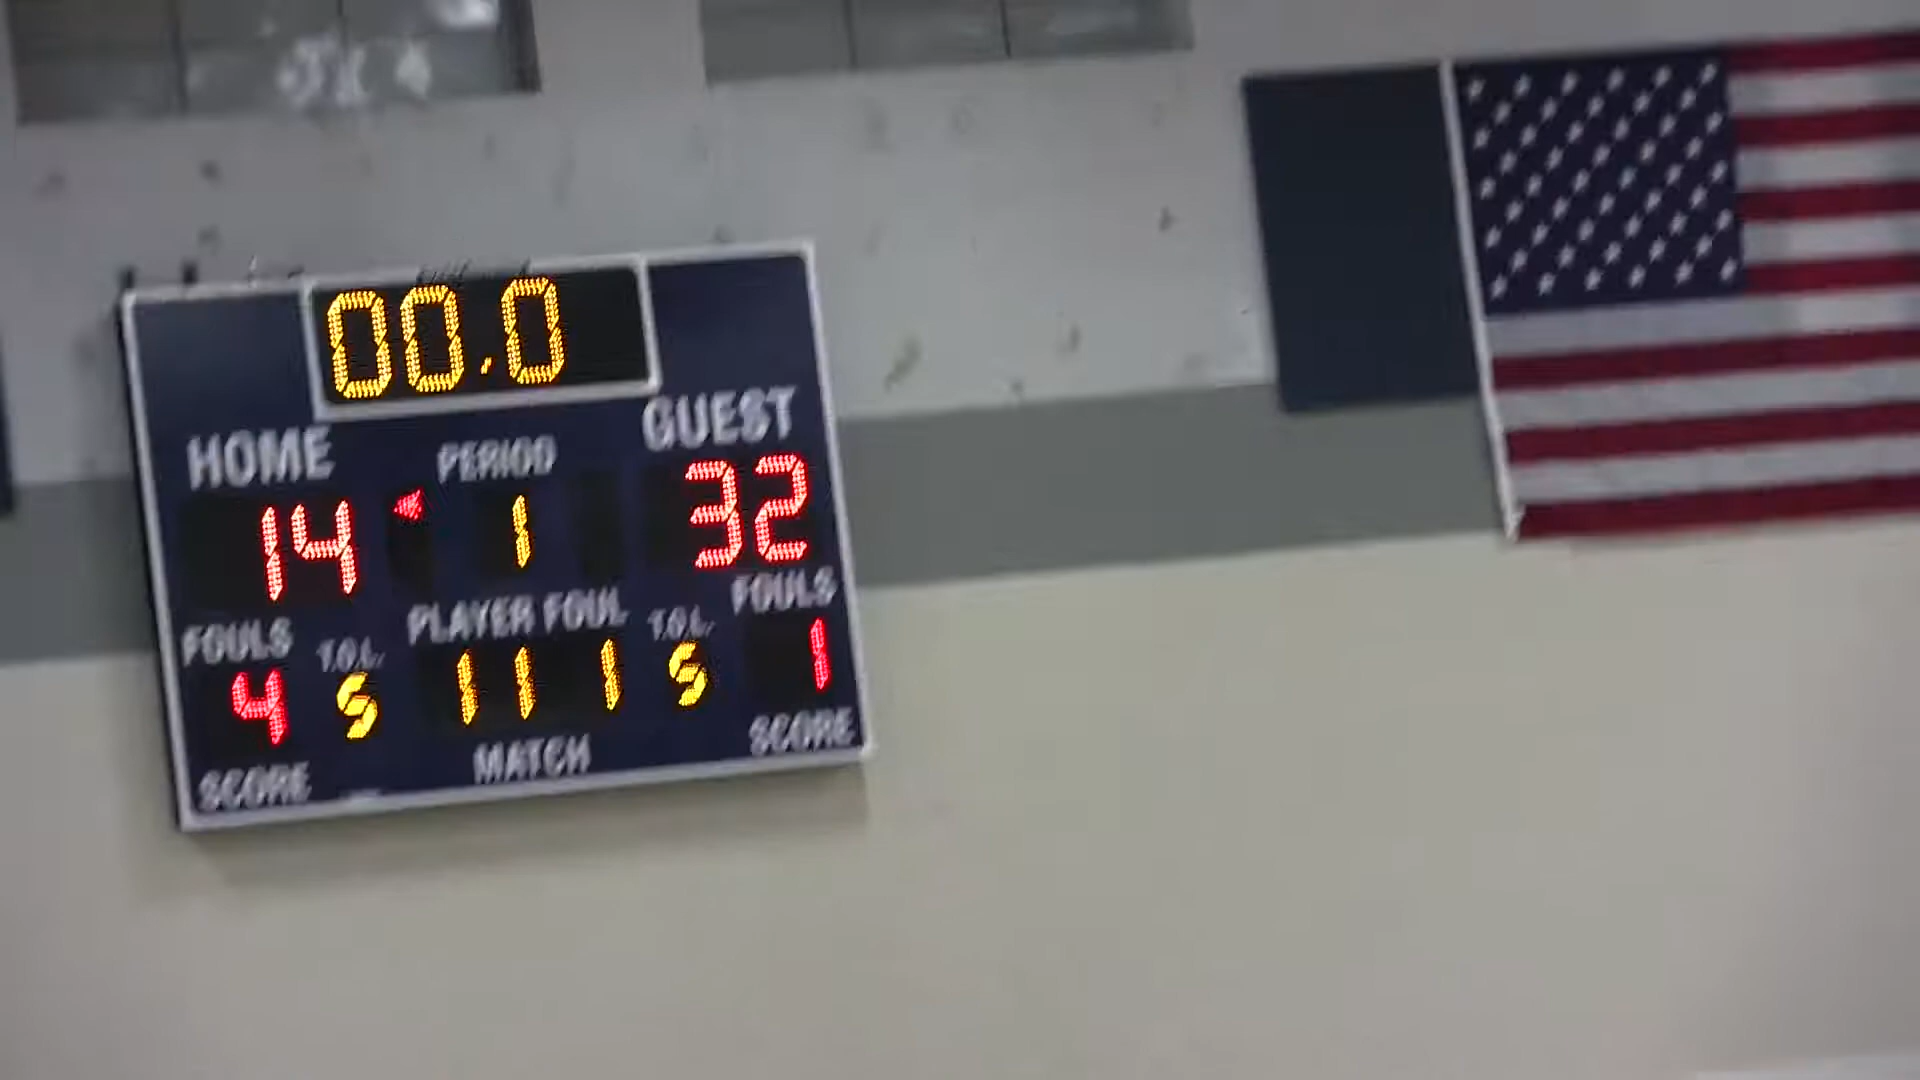 00.0
HOME PERIOD GUEST
14 1 32
FOULS T.O.L. PLAYER FOUL T.O.L. FOULS
4 5 11 1 5 1
SCORE MATCH SCORE